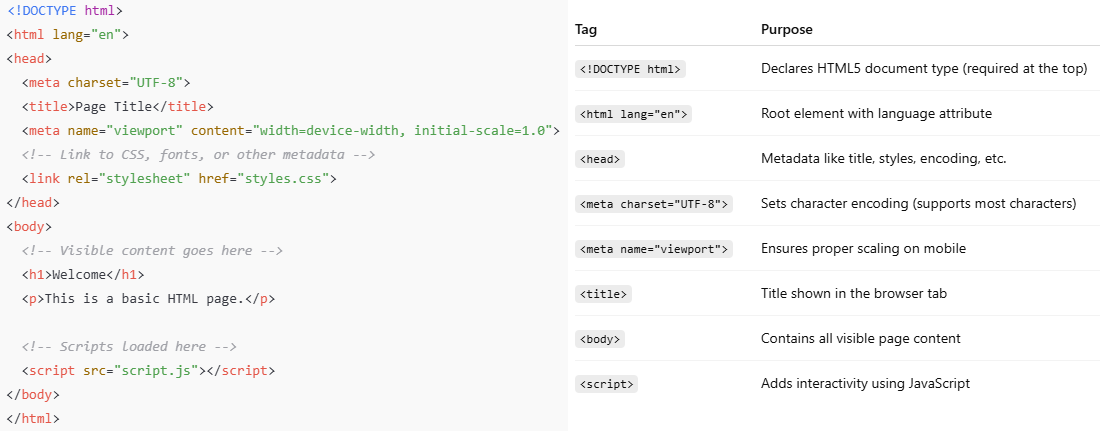 <!DOCTYPE html>
<html lang="en">
<head>
  <meta charset="UTF-8">
  <title>Page Title</title>
  <meta name="viewport" content="width=device-width, initial-scale=1.0">
  <!-- Link to CSS, fonts, or other metadata -->
  <link rel="stylesheet" href="styles.css">
</head>
<body>
  <!-- Visible content goes here -->
  <h1>Welcome</h1>
  <p>This is a basic HTML page.</p>

  <!-- Scripts loaded here -->
  <script src="script.js"></script>
</body>
</html>
Tag Purpose
<!DOCTYPE html> Declares HTML5 document type (required at the top)
<html lang="en"> Root element with language attribute
<head> Metadata like title, styles, encoding, etc.
<meta charset="UTF-8"> Sets character encoding (supports most characters)
<meta name="viewport"> Ensures proper scaling on mobile
<title> Title shown in the browser tab
<body> Contains all visible page content
<script> Adds interactivity using JavaScript